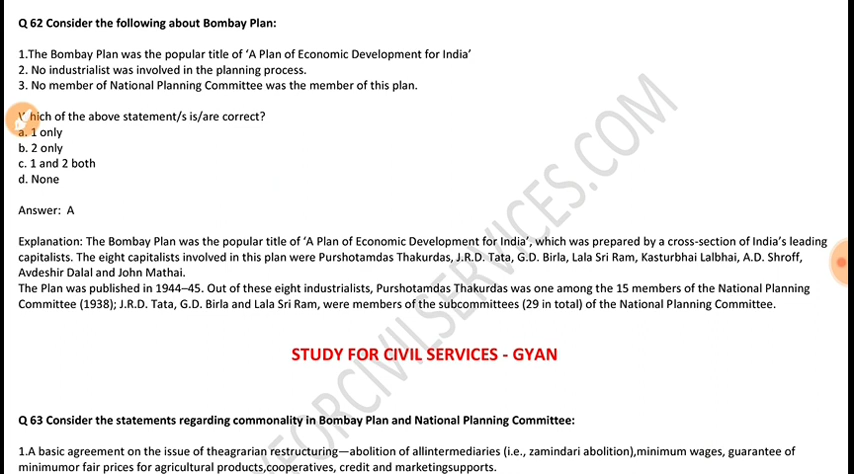 Q 62 Consider the following about Bombay Plan:
1.The Bombay Plan was the popular title of ‘A Plan of Economic Development for India’
2. No industrialist was involved in the planning process.
3. No member of National Planning Committee was the member of this plan.
hich of the above statement/s is/are correct?
a. 1 only
b. 2 only
c. 1 and 2 both
d. None
Answer: A
Explanation: The Bombay Plan was the popular title of ‘A Plan of Economic Development for India’, which was prepared by a cross-section of India’s leading
capitalists. The eight capitalists involved in this plan were Purshotamdas Thakurdas, J.R.D. Tata, G.D. Birla, Lala Sri Ram, Kasturbhai Lalbhai, A.D. Shroff,
Avdeshir Dalal and John Mathai.
The Plan was published in 1944–45. Out of these eight industrialists, Purshotamdas Thakurdas was one among the 15 members of the National Planning
Committee (1938); J.R.D. Tata, G.D. Birla and Lala Sri Ram, were members of the subcommittees (29 in total) of the National Planning Committee.
STUDY FOR CIVIL SERVICES - GYAN
Q 63 Consider the statements regarding commonality in Bombay Plan and National Planning Committee:
1.A basic agreement on the issue of theagrarian restructuring—abolition of allintermediaries (i.e., zamindari abolition),minimum wages, guarantee of
minimumor fair prices for agricultural products,cooperatives, credit and marketingsupports.
FORCIVILSERVICES.COM